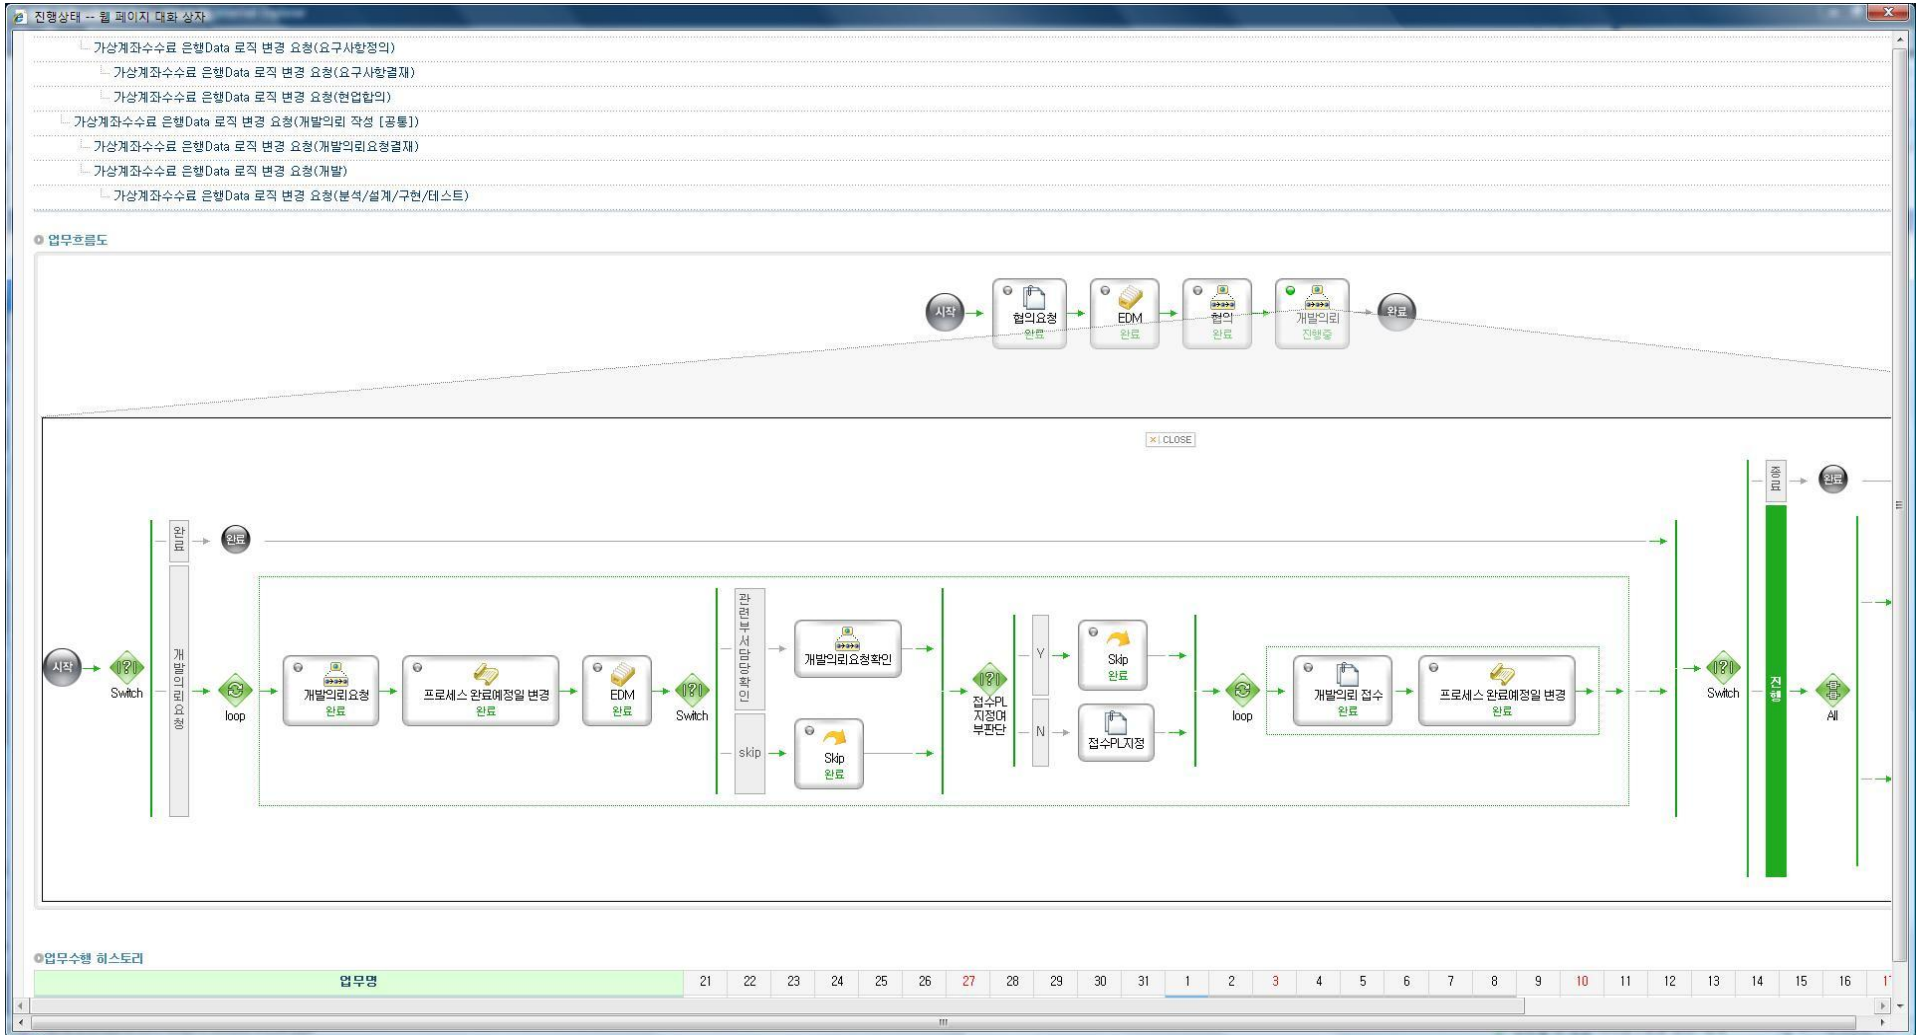 진행상태 -- 웹 페이지 대화 상자
가상계좌수수료 은행Data 로직 변경 요청(요구사항정의)
가상계좌수수료 은행Data 로직 변경 요청(요구사항결재)
가상계좌수수료 은행Data 로직 변경 요청(현업합의)
가상계좌수수료 은행Data 로직 변경 요청(개발의뢰 작성 [공통])
가상계좌수수료 은행Data 로직 변경 요청(개발의뢰요청결재)
가상계좌수수료 은행Data 로직 변경 요청(개발)
가상계좌수수료 은행Data 로직 변경 요청(분석/설계/구현/테스트)
업무흐름도
시작
협의요청
완료
EDM
완료
협의
완료
개발의뢰
진행중
완료
CLOSE
시작
Switch
완료
완료
개발의뢰요청
loop
개발의뢰요청
완료
프로세스 완료예정일 변경
완료
EDM
완료
Switch
관련부서담당확인
개발의뢰요청확인
skip
Skip
완료
접수PL
지정여
부판단
Y
Skip
완료
N
접수PL지정
loop
개발의뢰 접수
완료
프로세스 완료예정일 변경
완료
Switch
종료
완료
진행
All
업무수행 히스토리
업무명 21 22 23 24 25 26 27 28 29 30 31 1 2 3 4 5 6 7 8 9 10 11 12 13 14 15 16